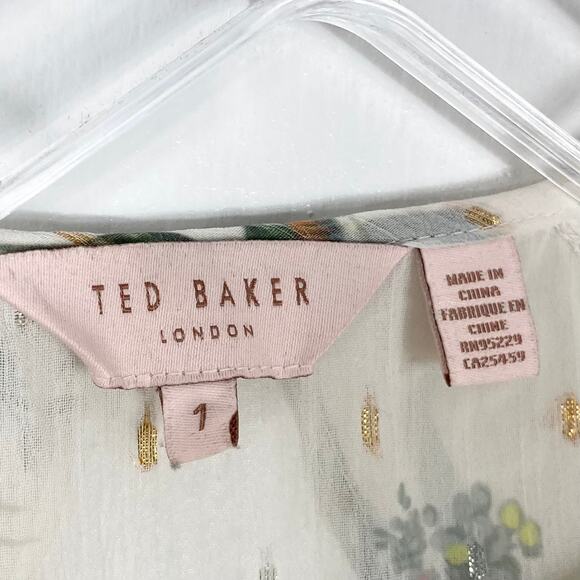 TED BAKER
LONDON
1
MADE IN
CHINA
FABRIQUE EN
CHINE
RN95229
CA25459